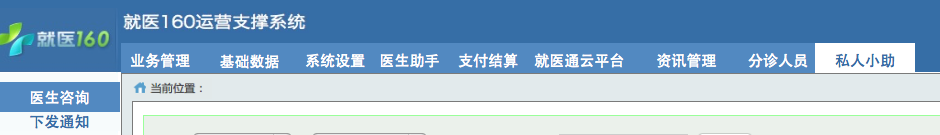 就医160
就医160运营支撑系统
业务管理 基础数据 系统设置 医生助手 支付结算 就医通云平台 资讯管理 分诊人员 私人小助
当前位置：
医生咨询
下发通知